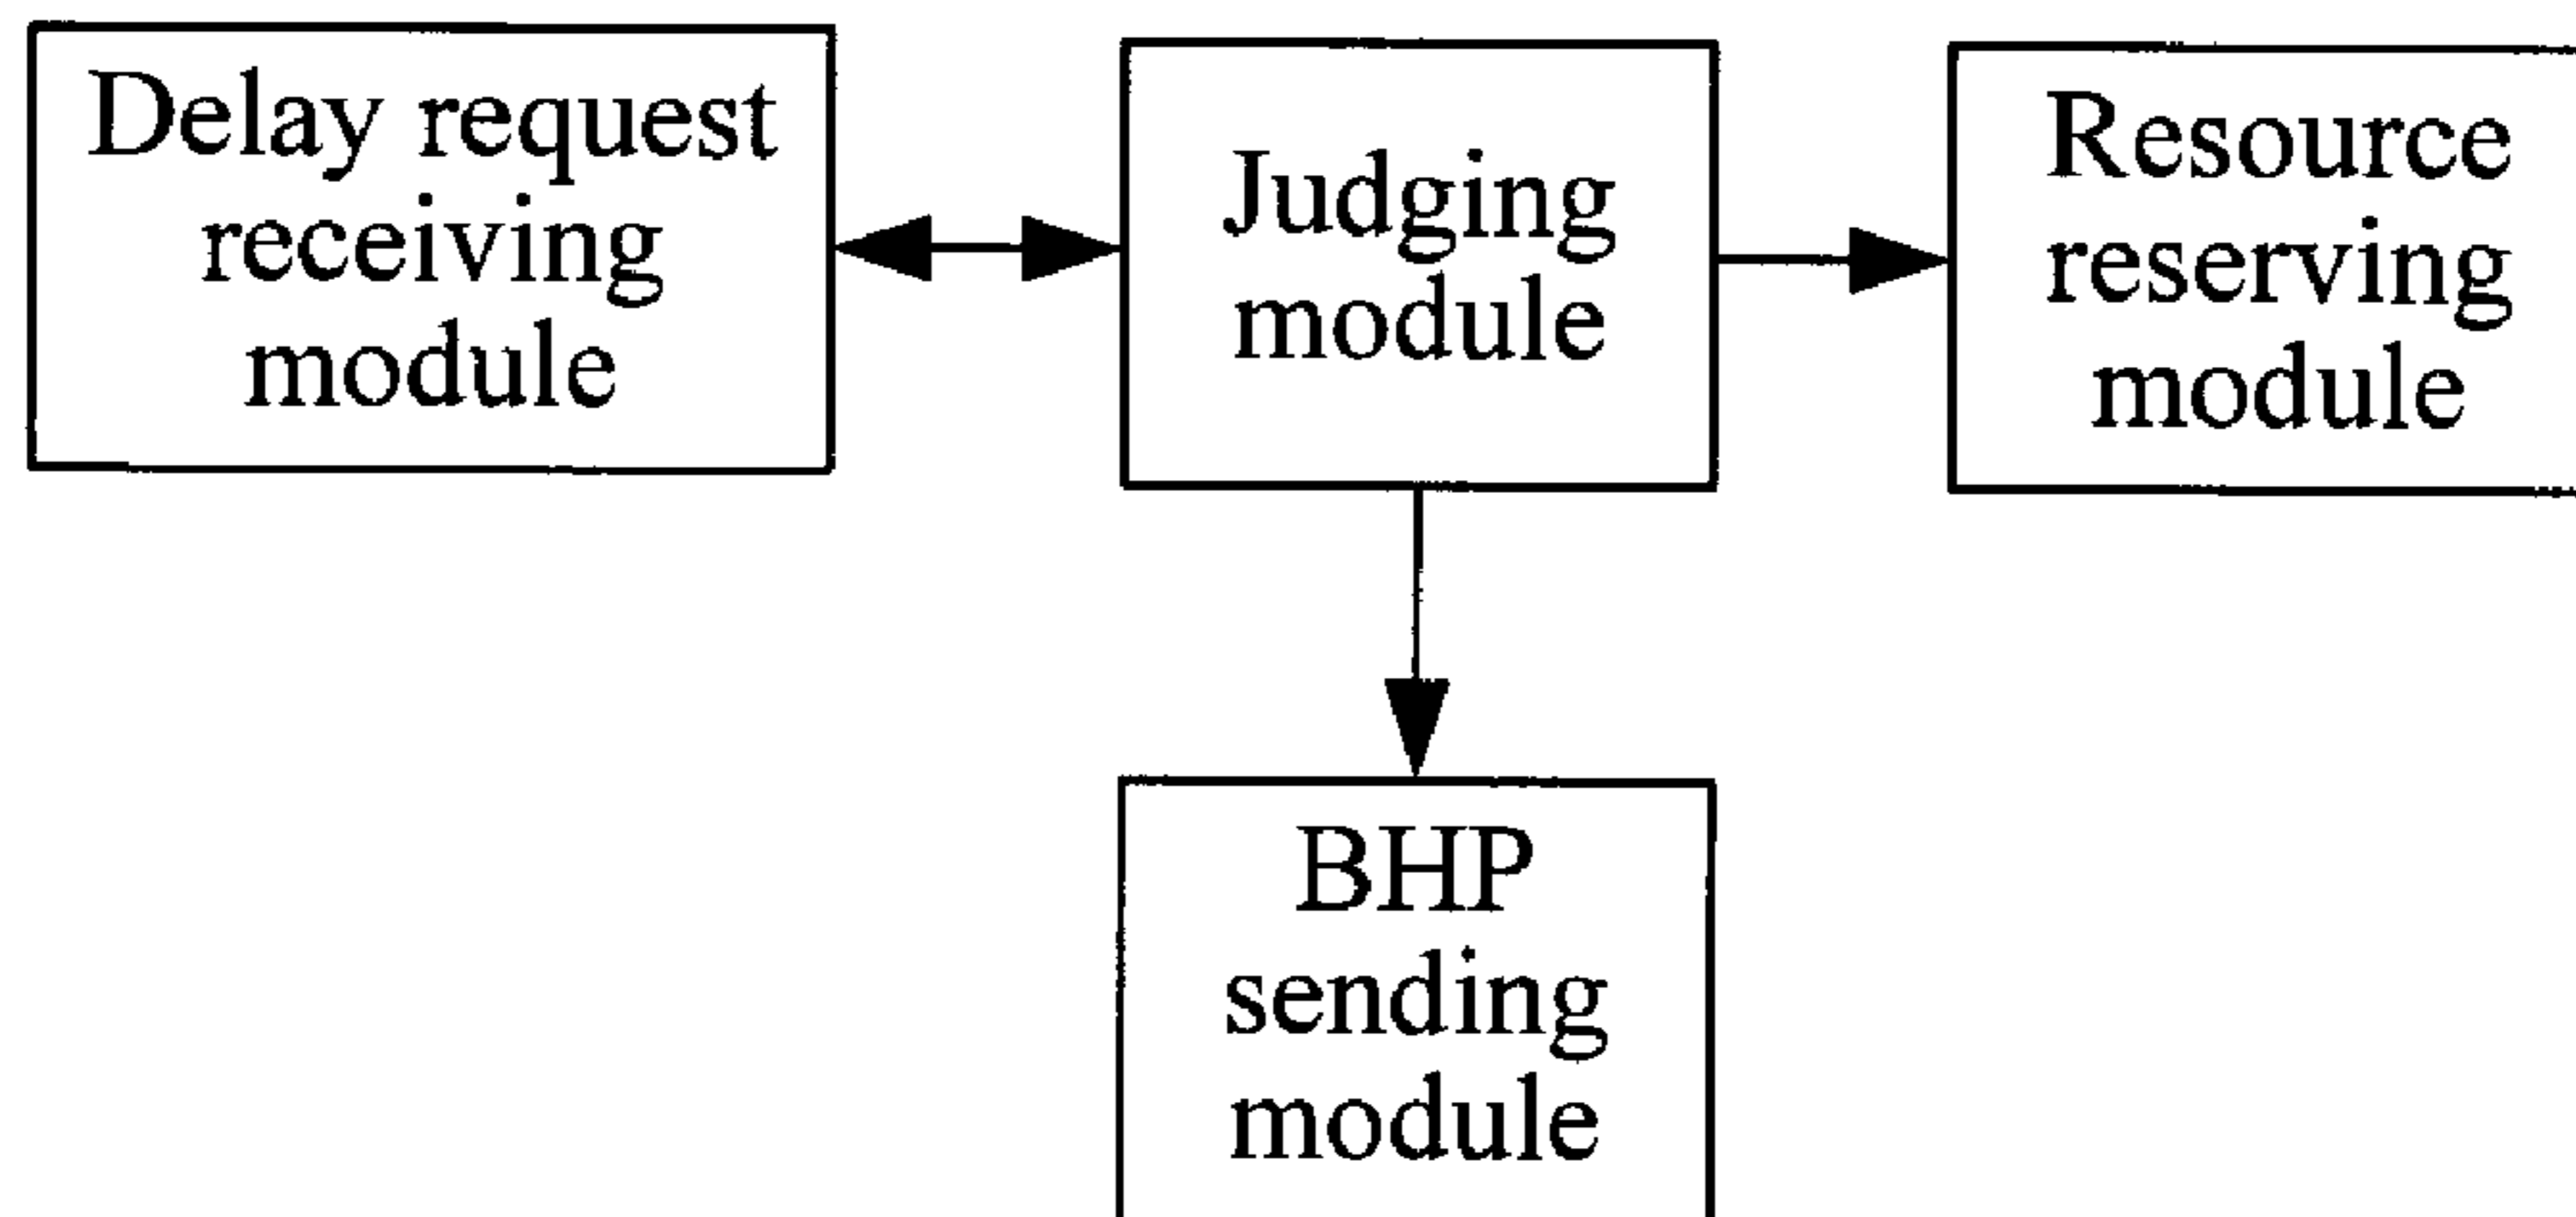 Delay request
receiving
module
Judging
module
Resource
reserving
module
BHP
sending
module